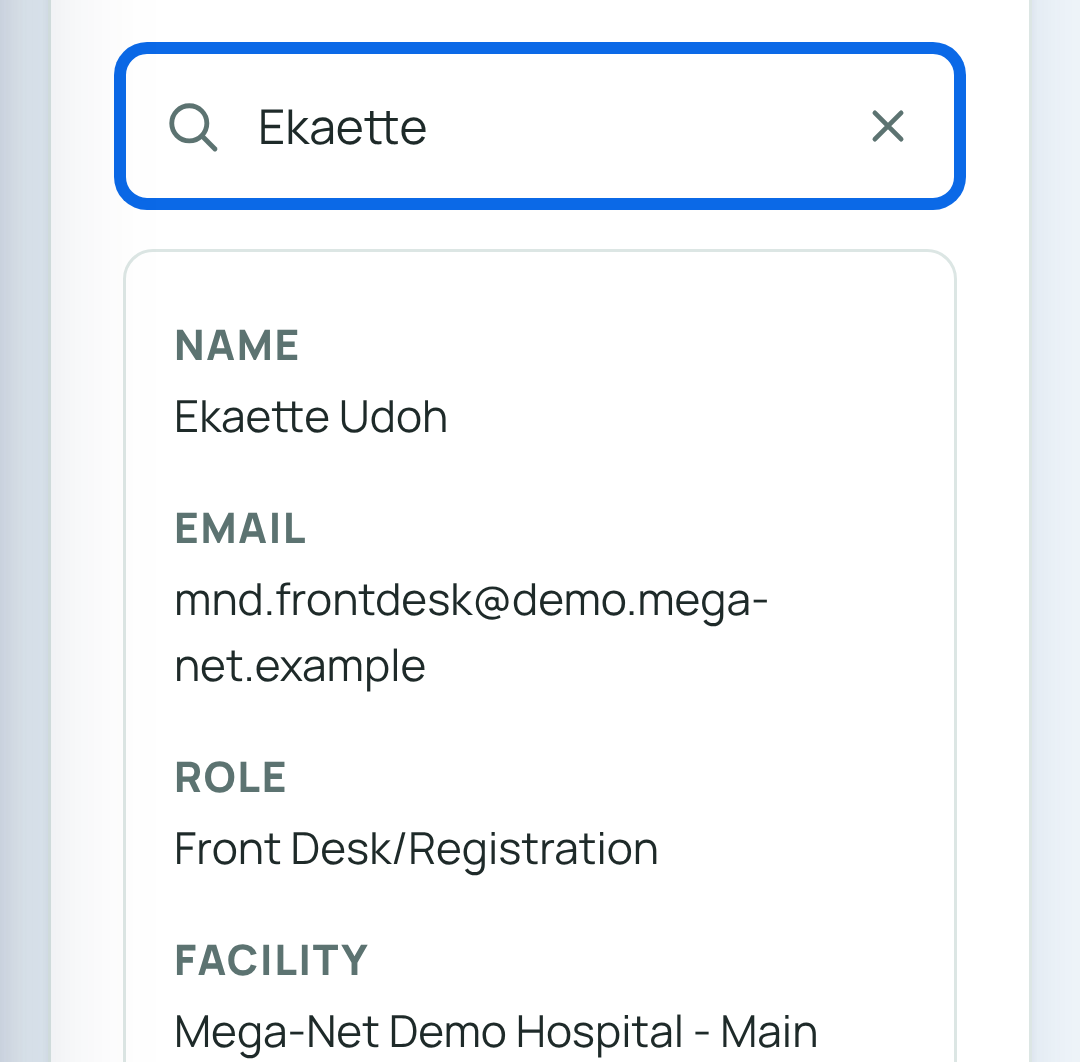 Ekaette
NAME
Ekaette Udoh
EMAIL
mnd.frontdesk@demo.mega-
net.example
ROLE
Front Desk/Registration
FACILITY
Mega-Net Demo Hospital - Main